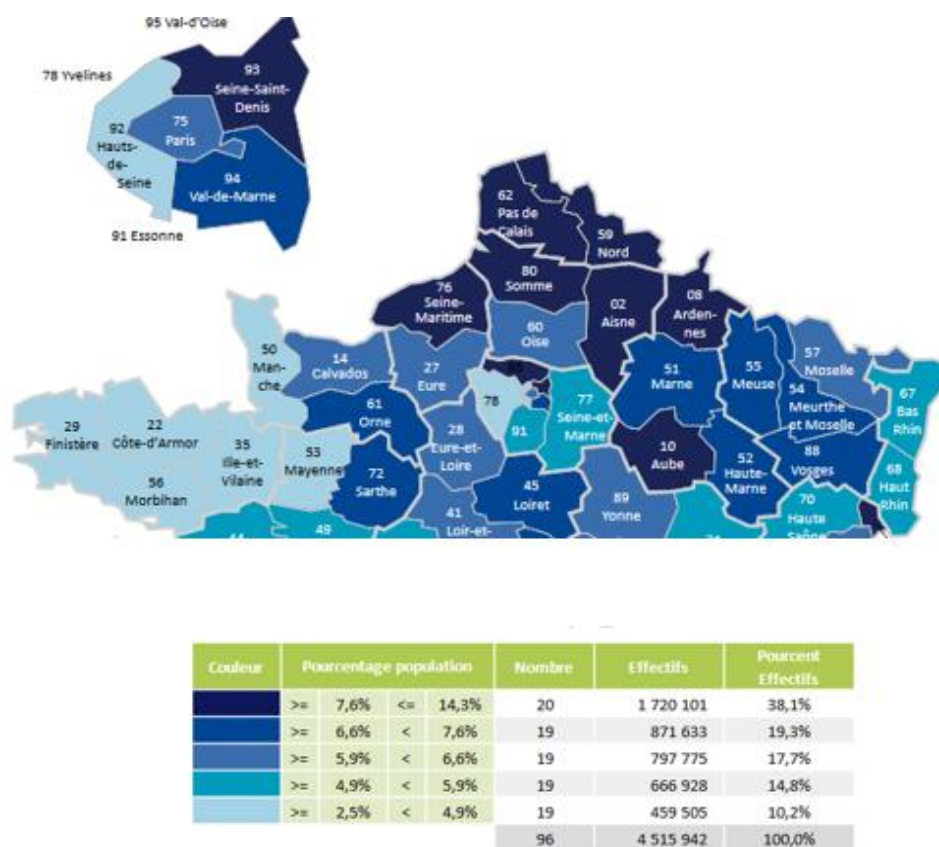 95 Val-d'Oise
78 Yvelines
93
Seine-Saint-
Denis
92
Hauts-
de-
Seine
75
Paris
94
Val-de-Marne
91 Essonne
62
Pas de
Calais
59
Nord
80
Somme
76
Seine-
Maritime
02
Aisne
08
Arden-
nes
60
Oise
50
Man-
che
14
Calvados
27
Eure
51
Marne
55
Meuse
57
Moselle
54
Meurthe
et Moselle
67
Bas
Rhin
78
77
Seine-et-
Marne
91
61
Orne
28
Eure-et-
Loire
29
Finistère
22
Côte-d'Armor
35
Ille-et-
Vilaine
53
Mayenne
56
Morbihan
72
Sarthe
10
Aube
52
Haute-
Marne
88
Vosges
68
Haut
Rhin
45
Loiret
41
Loir-et-
89
Yonne
70
Haute
Saône
49
Couleur Pourcentage population Nombre Effectifs Pourcent
Effectifs
>= 7,6% <= 14,3% 20 1 720 101 38,1%
>= 6,6% < 7,6% 19 871 633 19,3%
>= 5,9% < 6,6% 19 797 775 17,7%
>= 4,9% < 5,9% 19 666 928 14,8%
>= 2,5% < 4,9% 19 459 505 10,2%
96 4 515 942 100,0%